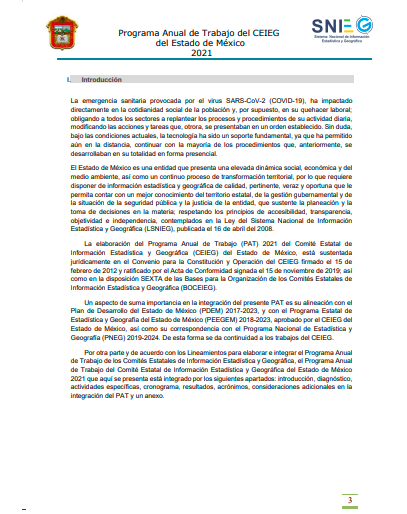 Programa Anual de Trabajo del CEIEG
del Estado de México
2021
SNIEG
Sistema Nacional de Información
Estadística y Geográfica
I. Introducción
La emergencia sanitaria provocada por el virus SARS-CoV-2 (COVID-19), ha impactado
directamente en la cotidianidad social de la población y, por supuesto, en su quehacer laboral;
obligando a todos los sectores a replantear los procesos y procedimientos de su actividad diaria,
modificando las acciones y tareas que, otrora, se presentaban en un orden establecido. Sin duda,
bajo las condiciones actuales, la tecnología ha sido un soporte fundamental, ya que ha permitido
aún en la distancia, continuar con la mayoría de los procedimientos que, anteriormente, se
desarrollaban en su totalidad en forma presencial.
El Estado de México es una entidad que presenta una elevada dinámica social, económica y del
medio ambiente, así como un continuo proceso de transformación territorial, por lo que requiere
disponer de información estadística y geográfica de calidad, pertinente, veraz y oportuna que le
permita contar con un mejor conocimiento del territorio estatal, de la gestión gubernamental y de
la situación de la seguridad pública y la justicia de la entidad, que sustente la planeación y la
toma de decisiones en la materia; respetando los principios de accesibilidad, transparencia,
objetividad e independencia, contemplados en la Ley del Sistema Nacional de Información
Estadística y Geográfica (LSNIEG), publicada el 16 de abril del 2008.
La elaboración del Programa Anual de Trabajo (PAT) 2021 del Comité Estatal de
Información Estadística y Geográfica (CEIEG) del Estado de México, está sustentada
jurídicamente en el Convenio para la Constitución y Operación del CEIEG firmado el 15 de
febrero de 2012 y ratificado por el Acta de Conformidad signada el 15 de noviembre de 2019; así
como en la disposición SEXTA de las Bases para la Organización de los Comités Estatales de
Información Estadística y Geográfica (BOCEIEG).
Un aspecto de suma importancia en la integración del presente PAT es su alineación con el
Plan de Desarrollo del Estado de México (PDEM) 2017-2023, y con el Programa Estatal de
Estadística y Geografía del Estado de México (PEEGEM) 2018-2023, aprobado por el CEIEG del
Estado de México, así como su correspondencia con el Programa Nacional de Estadística y
Geografía (PNEG) 2019-2024. De esta forma se da continuidad a los trabajos del CEIEG.
Por otra parte y de acuerdo con los Lineamientos para elaborar e integrar el Programa Anual
de Trabajo de los Comités Estatales de Información Estadística y Geográfica, el Programa Anual
de Trabajo del Comité Estatal de Información Estadística y Geográfica del Estado de México
2021 que aquí se presenta está integrado por los siguientes apartados: introducción, diagnóstico,
actividades específicas, cronograma, resultados, acrónimos, consideraciones adicionales en la
integración del PAT y un anexo.
3